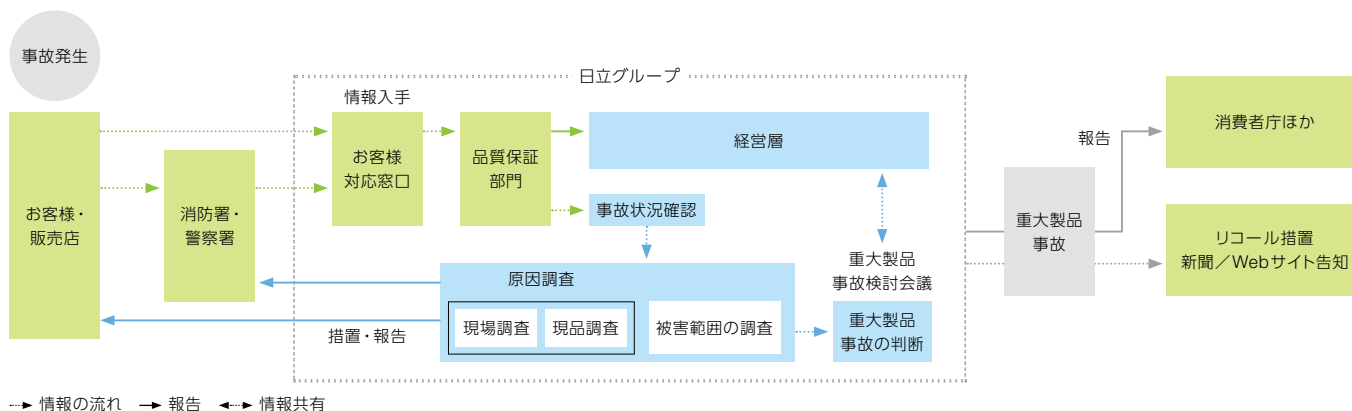 事故発生
日立グループ
情報入手
お客様・
販売店
消防署・
警察署
お客様
対応窓口
品質保証
部門
経営層
事故状況確認
原因調査
現場調査
現品調査
被害範囲の調査
重大製品
事故検討会議
重大製品
事故の判断
措置・報告
重大製品
事故
報告
消費者庁ほか
リコール措置
新聞／Webサイト告知
情報の流れ 報告 情報共有